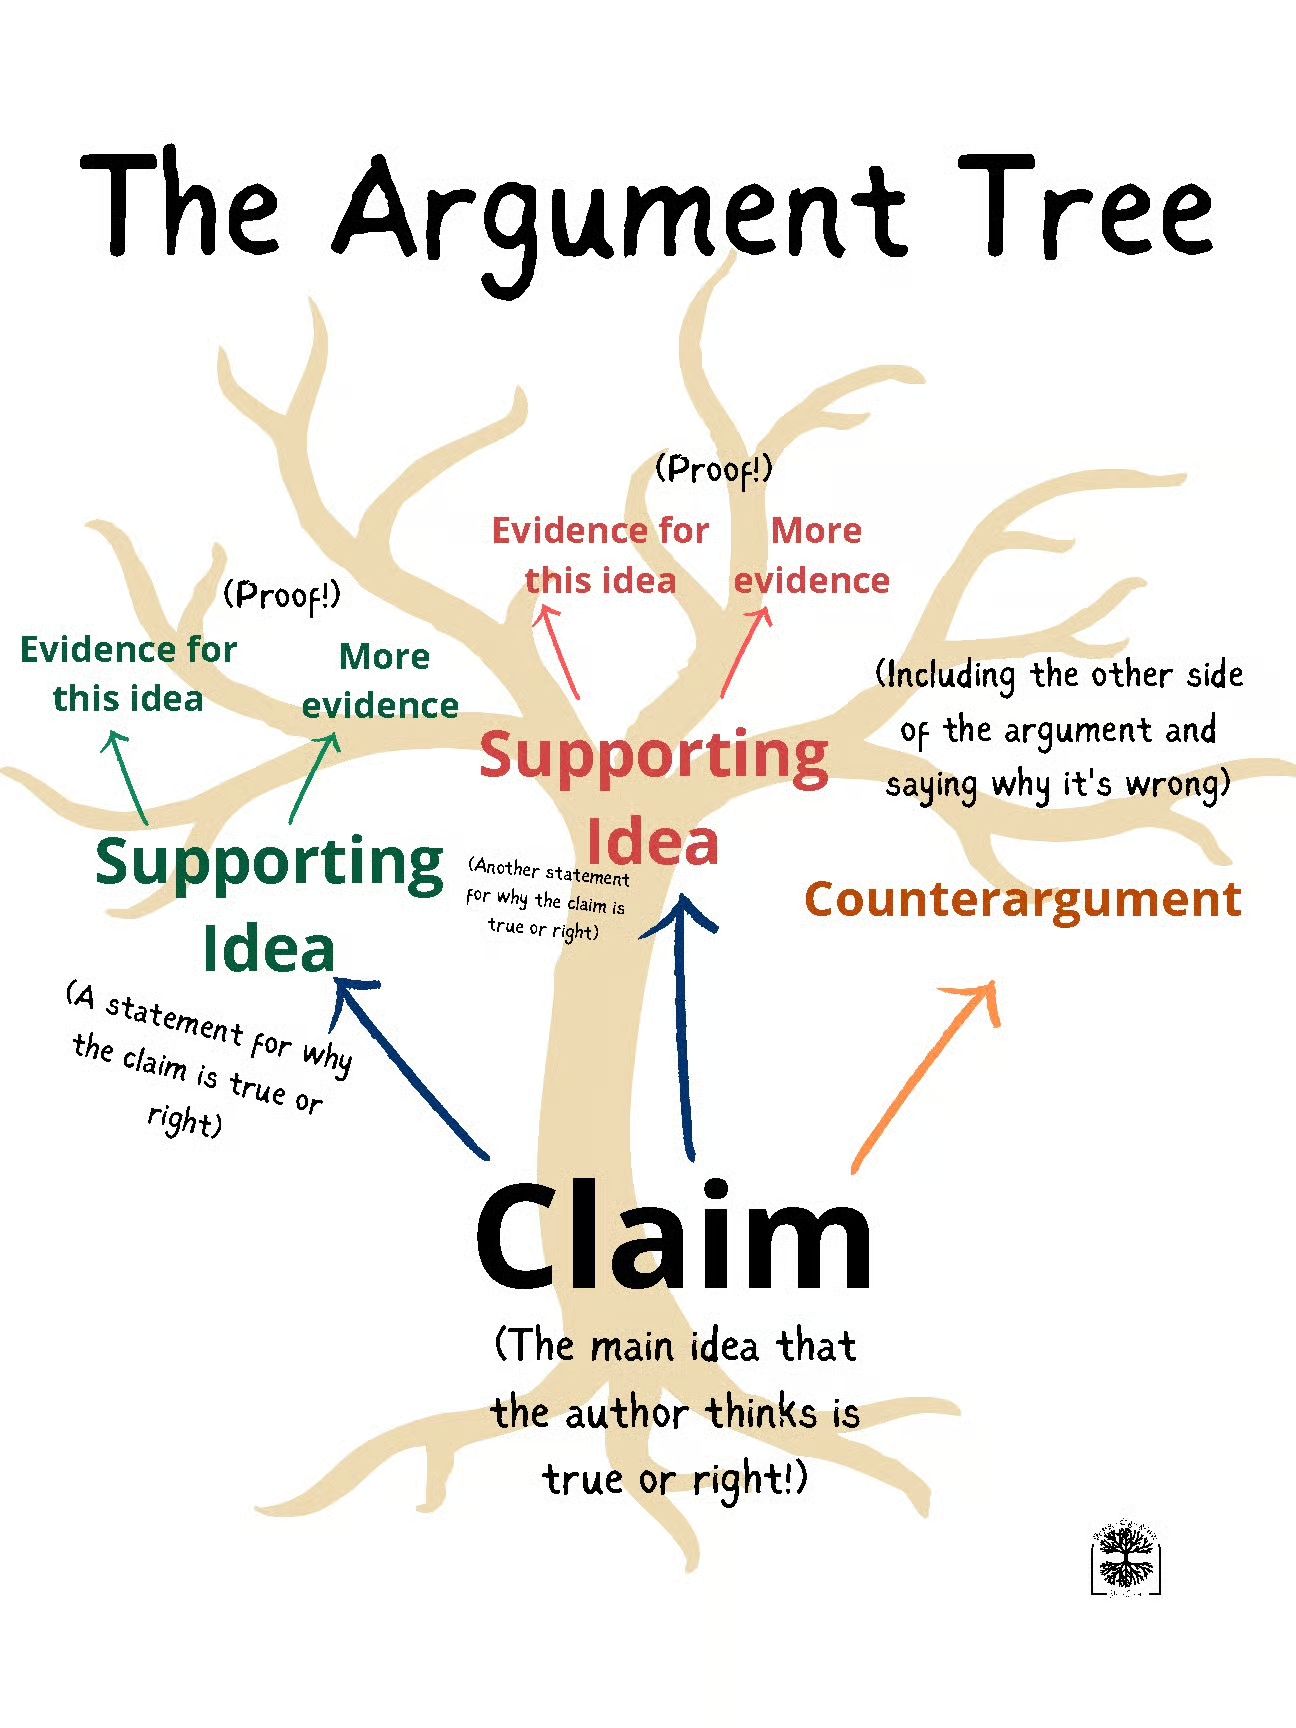 The Argument Tree
(Proof!)
Evidence for
this idea
More
evidence
(Proof!)
Evidence for
this idea
More
evidence
(Including the other side
of the argument and
saying why it's wrong)
Supporting
Idea
(Another statement
for why the claim is
true or right)
Supporting
Idea
(A statement for why
the claim is true or
right)
Counterargument
Claim
(The main idea that
the author thinks is
true or right!)